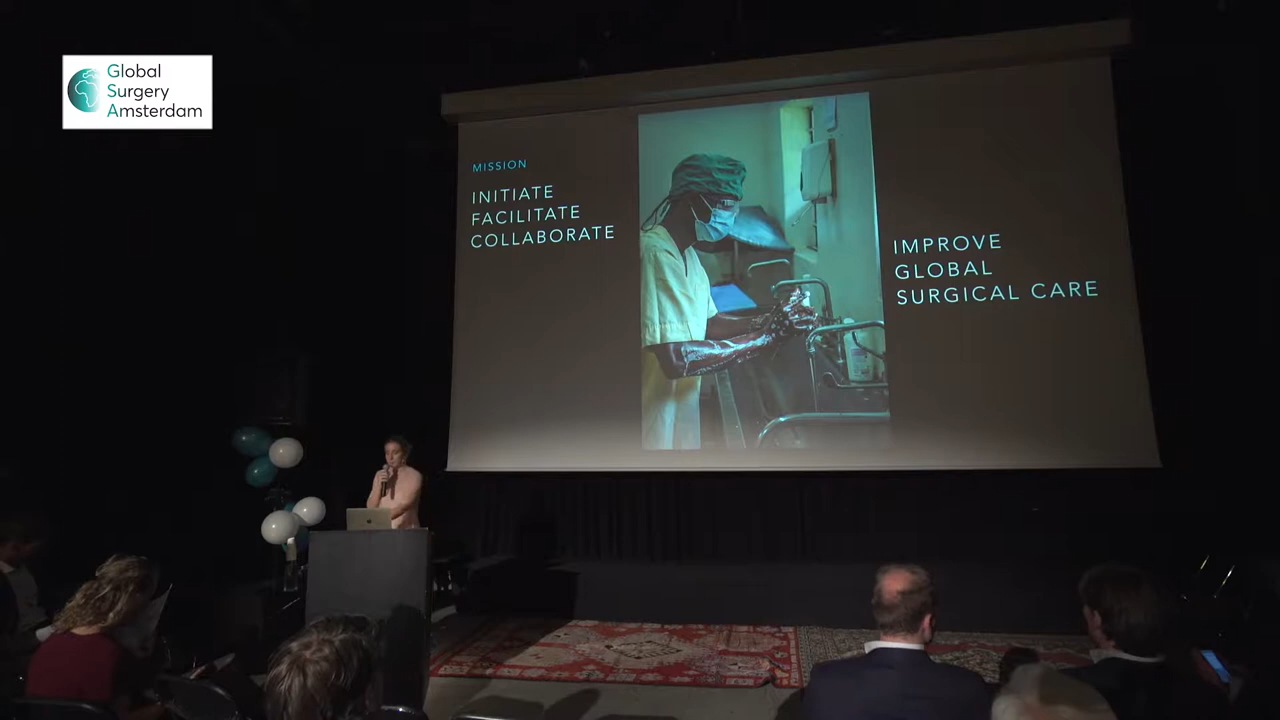 Global
Surgery
Amsterdam
MISSION
INITIATE
FACILITATE
COLLABORATE
IMPROVE
GLOBAL
SURGICAL CARE